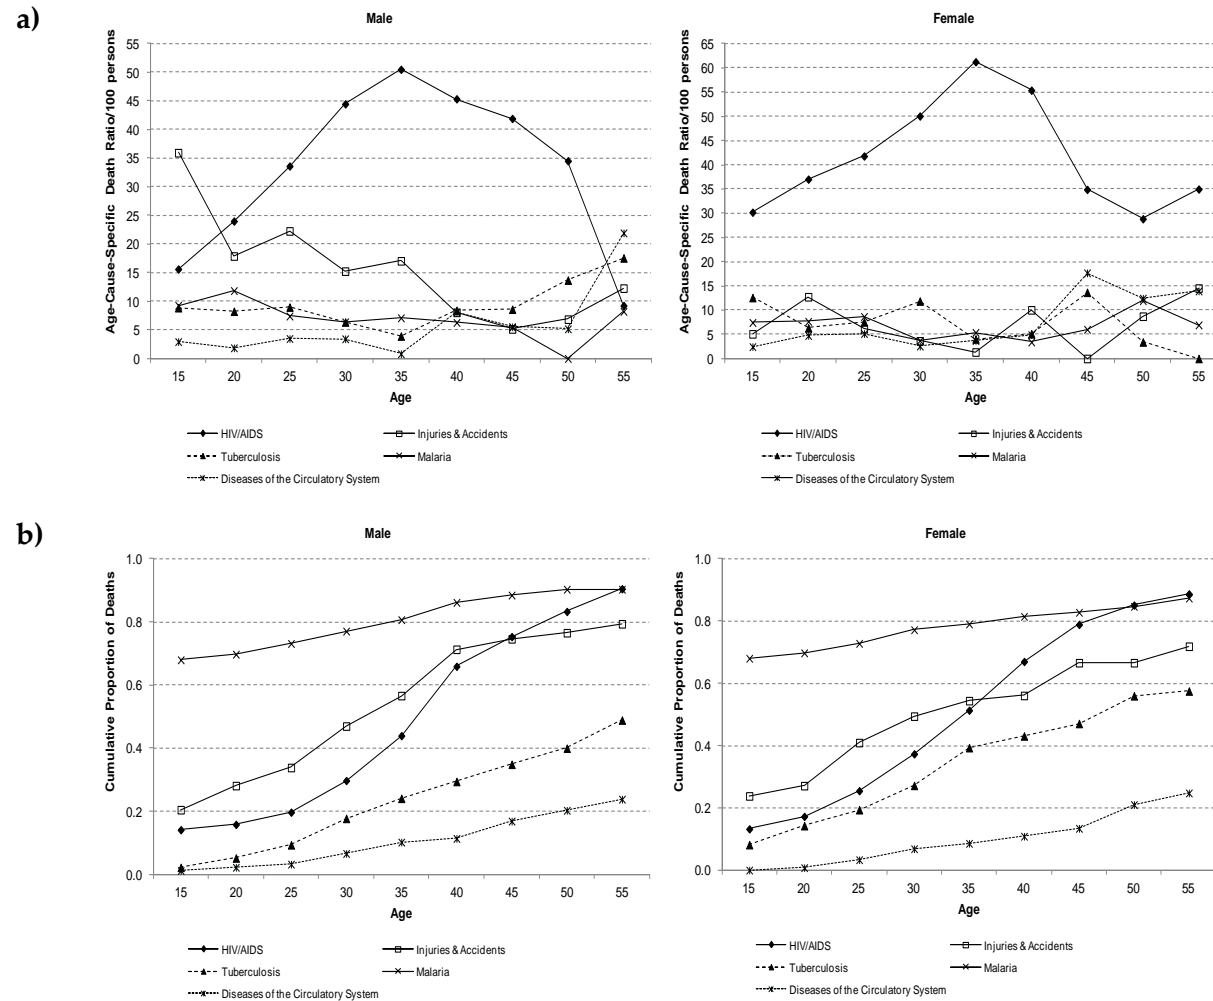 a)
Male
Age-Cause-Specific Death Ratio/100 persons
55
50
45
40
35
30
25
20
15
10
5
0
15 20 25 30 35 40 45 50 55
Age
HIV/AIDS Injuries & Accidents
Tuberculosis Malaria
Diseases of the Circulatory System
Female
Age-Cause-Specific Death Ratio/100 persons
65
60
55
50
45
40
35
30
25
20
15
10
5
0
15 20 25 30 35 40 45 50 55
Age
HIV/AIDS Injuries & Accidents
Tuberculosis Malaria
Diseases of the Circulatory System
b)
Male
Cumulative Proportion of Deaths
1.0
0.8
0.6
0.4
0.2
0.0
15 20 25 30 35 40 45 50 55
Age
HIV/AIDS Injuries & Accidents
Tuberculosis Malaria
Diseases of the Circulatory System
Female
Cumulative Proportion of Deaths
1.0
0.8
0.6
0.4
0.2
0.0
15 20 25 30 35 40 45 50 55
Age
HIV/AIDS Injuries & Accidents
Tuberculosis Malaria
Diseases of the Circulatory System